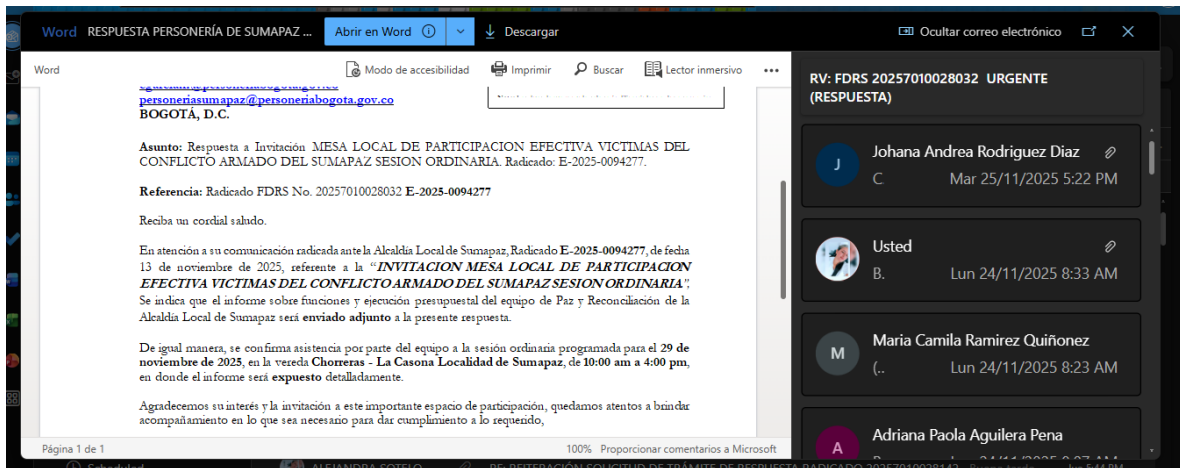 Word RESPUESTA PERSONERÍA DE SUMAPAZ ... Abrir en Word Descargar Ocultar correo electrónico
Word Modo de accesibilidad Imprimir Buscar Lector inmersivo
personeriasumapaz@personeriabogota.gov.co
BOGOTÁ, D.C.
Asunto: Respuesta a Invitación MESA LOCAL DE PARTICIPACION EFECTIVA VICTIMAS DEL
CONFLICTO ARMADO DEL SUMAPAZ SESION ORDINARIA. Radicado: E-2025-0094277.
Referencia: Radicado FDRS No. 20257010028032 E-2025-0094277
Reciba un cordial saludo.
En atención a su comunicación radicada ante la Alcaldía Local de Sumapaz, Radicado E-2025-0094277, de fecha
13 de noviembre de 2025, referente a la “INVITACION MESA LOCAL DE PARTICIPACION
EFECTIVA VICTIMAS DEL CONFLICTO ARMADO DEL SUMAPAZ SESION ORDINARIA”,
Se indica que el informe sobre funciones y ejecución presupuestal del equipo de Paz y Reconciliación de la
Alcaldía Local de Sumapaz será enviado adjunto a la presente respuesta.
De igual manera, se confirma asistencia por parte del equipo a la sesión ordinaria programada para el 29 de
noviembre de 2025, en la vereda Chorreras - La Casona Localidad de Sumapaz, de 10:00 am a 4:00 pm,
en donde el informe será expuesto detalladamente.
Agradecemos su interés y la invitación a este importante espacio de participación, quedamos atentos a brindar
acompañamiento en lo que sea necesario para dar cumplimiento a lo requerido,
Página 1 de 1 100% Proporcionar comentarios a Microsoft
RV: FDRS 20257010028032 URGENTE
(RESPUESTA)
J Johana Andrea Rodriguez Diaz
C Mar 25/11/2025 5:22 PM
Usted
B. Lun 24/11/2025 8:33 AM
M Maria Camila Ramirez Quiñonez
(.. Lun 24/11/2025 8:23 AM
A Adriana Paola Aguilera Pena
Scheduled ALEJANDRA SOTELO RE: REITERACIÓN SOLICITUD DE TRÁMITE DE RESPUESTA RADICADO 20257010028142